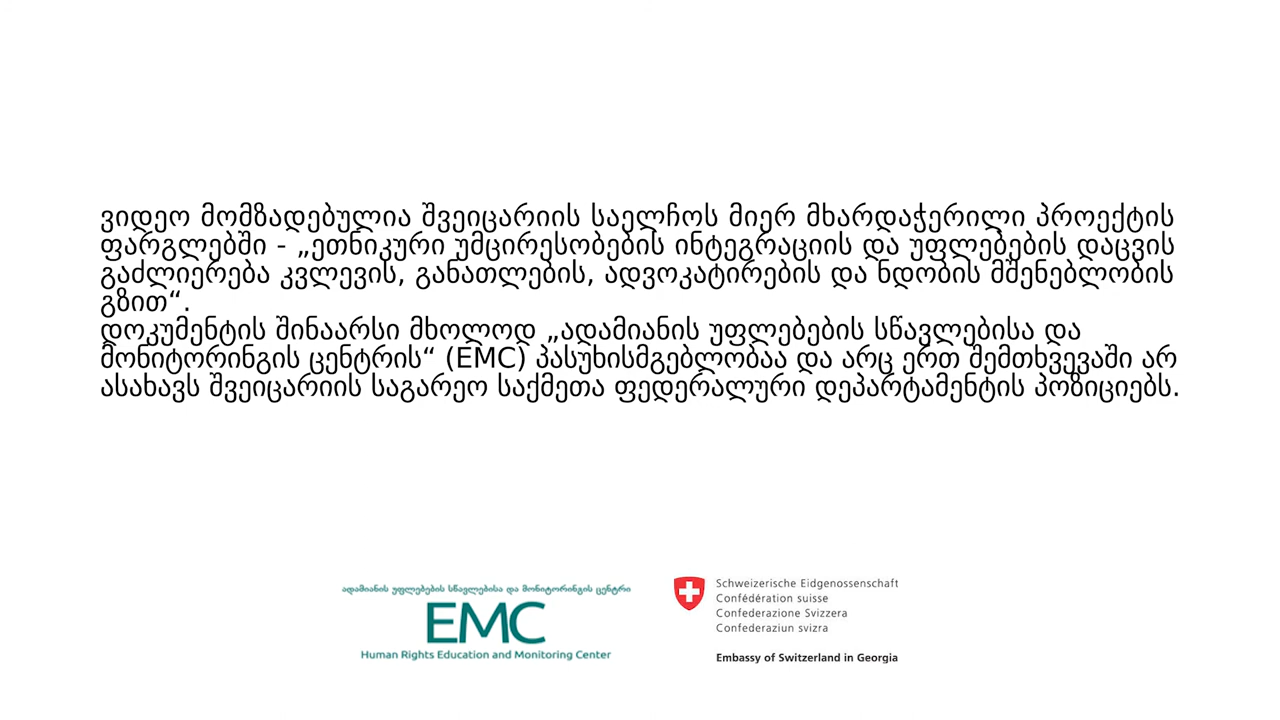 ვიდეო მომზადებულია შვეიცარიის საელჩოს მიერ მხარდაჭერილი პროექტის
ფარგლებში - „ეთნიკური უმცირესობების ინტეგრაციის და უფლებების დაცვის
გაძლიერება კვლევის, განათლების, ადვოკატირების და ნდობის მშენებლობის
გზით“.
დოკუმენტის შინაარსი მხოლოდ „ადამიანის უფლებების სწავლებისა და
მონიტორინგის ცენტრის“ (EMC) პასუხისმგებლობაა და არც ერთ შემთხვევაში არ
ასახავს შვეიცარიის საგარეო საქმეთა ფედერალური დეპარტამენტის პოზიციებს.
ადამიანის უფლებების სწავლებისა და მონიტორინგის ცენტრი
EMC
Human Rights Education and Monitoring Center
Schweizerische Eidgenossenschaft
Confédération suisse
Confederazione Svizzera
Confederaziun svizra
Embassy of Switzerland in Georgia